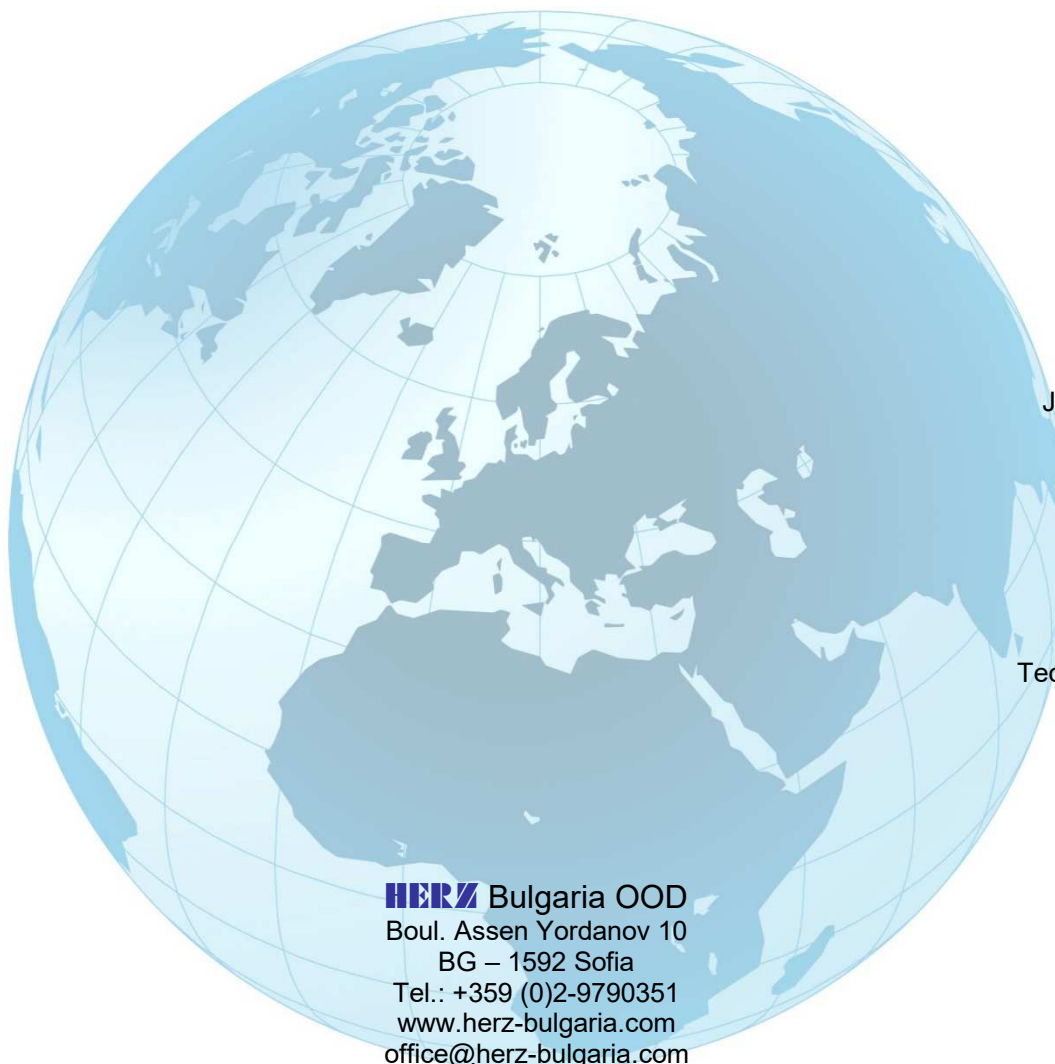 J
Tec
HERZ Bulgaria OOD
Boul. Assen Yordanov 10
BG – 1592 Sofia
Tel.: +359 (0)2-9790351
www.herz-bulgaria.com
office@herz-bulgaria.com